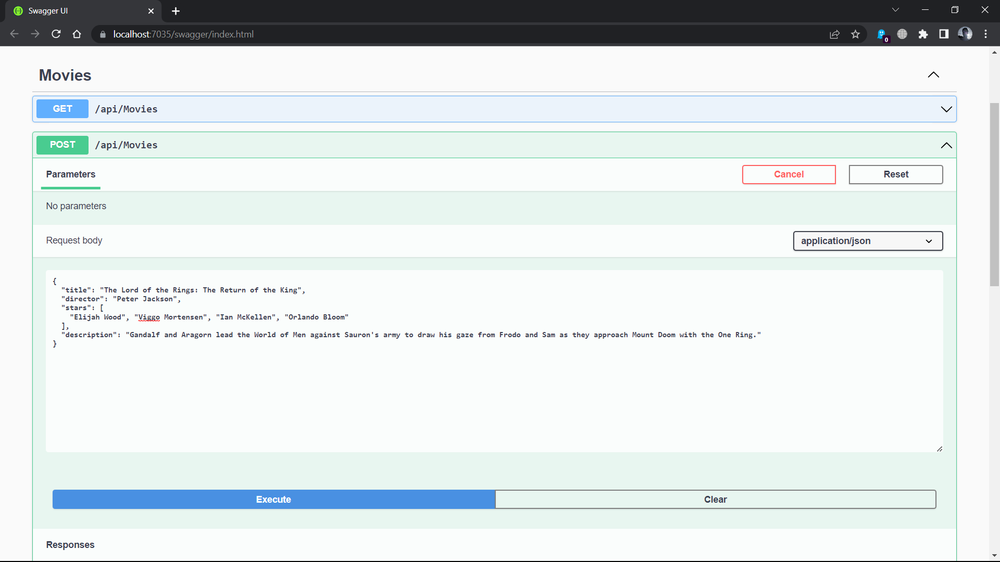 Swagger UI
localhost:7035/swagger/index.html
0
Movies
GET /api/Movies
POST /api/Movies
Parameters
Cancel
Reset
No parameters
Request body
application/json
{
  "title": "The Lord of the Rings: The Return of the King",
  "director": "Peter Jackson",
  "stars": [
    "Elijah Wood", "Viggo Mortensen", "Ian McKellen", "Orlando Bloom"
  ],
  "description": "Gandalf and Aragorn lead the World of Men against Sauron's army to draw his gaze from Frodo and Sam as they approach Mount Doom with the One Ring."
}
Execute
Clear
Responses